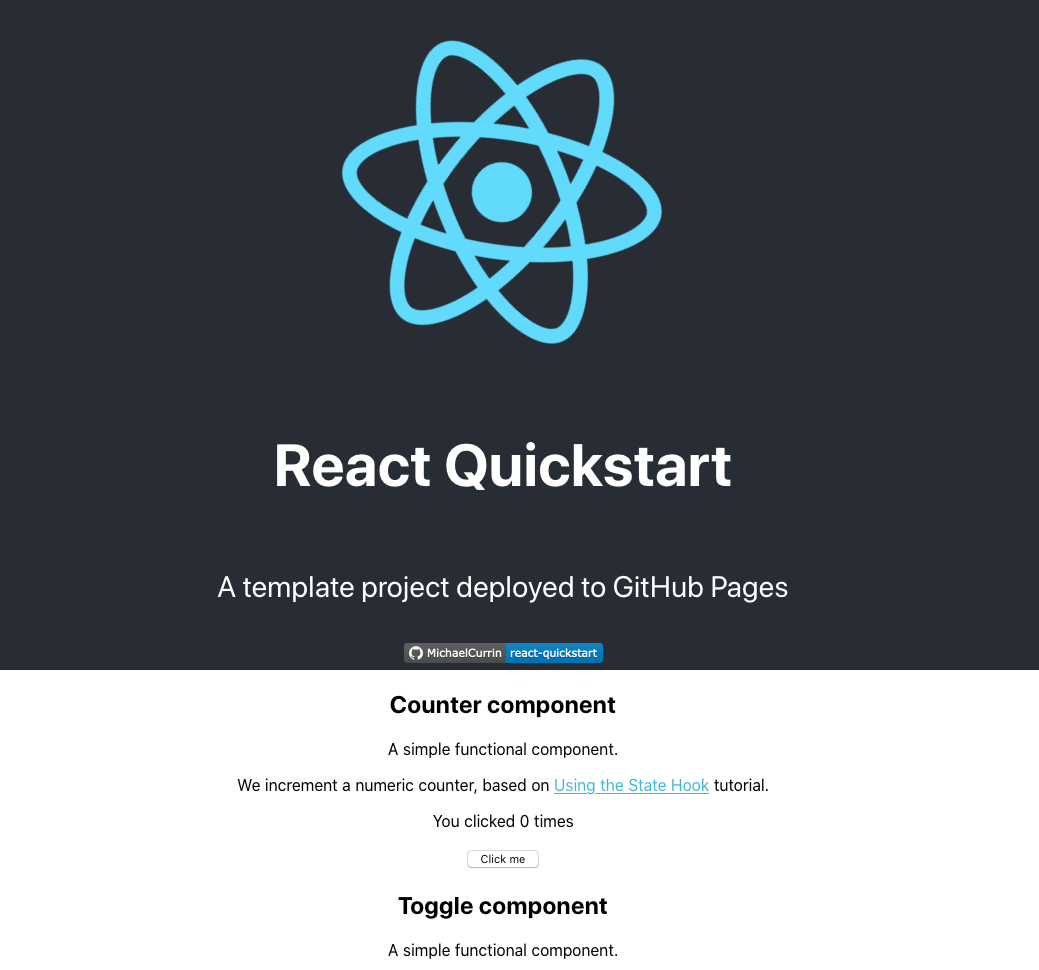 React Quickstart
A template project deployed to GitHub Pages
MichaelCurrin react-quickstart
Counter component
A simple functional component.
We increment a numeric counter, based on Using the State Hook tutorial.
You clicked 0 times
Click me
Toggle component
A simple functional component.